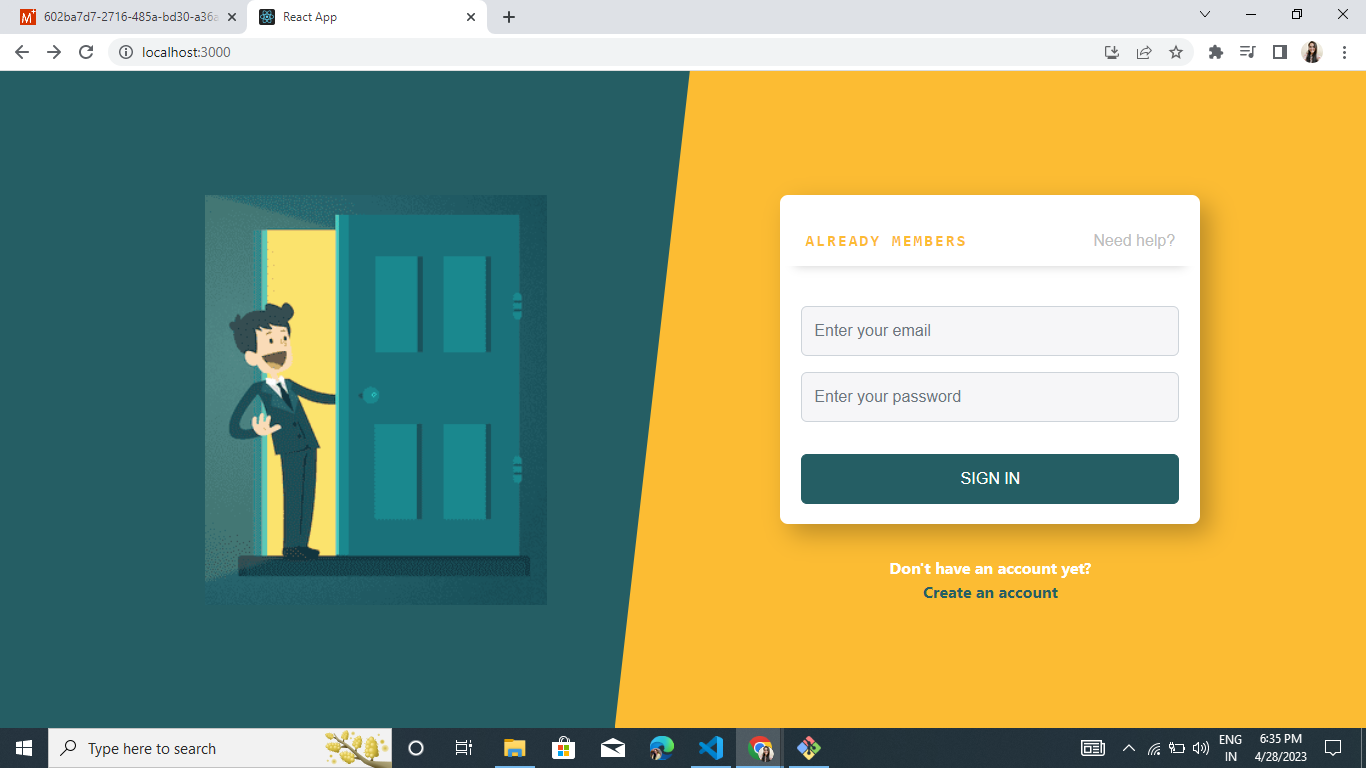 602ba7d7-2716-485a-bd30-a36a
React App
localhost:3000
ALREADY MEMBERS
Need help?
Enter your email
Enter your password
SIGN IN
Don't have an account yet?
Create an account
Type here to search
ENG
IN
6:35 PM
4/28/2023